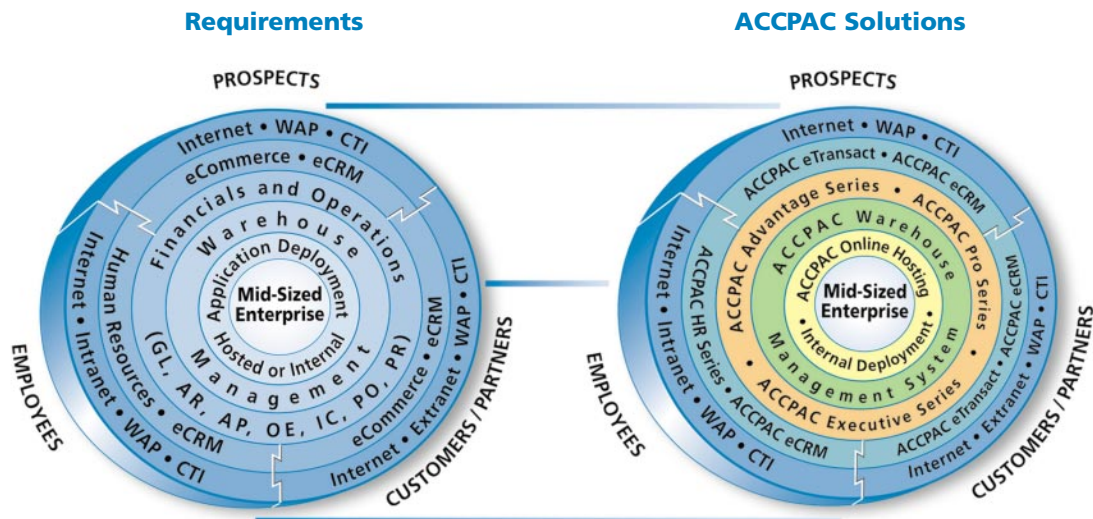 Requirements
PROSPECTS
Internet • WAP • CTI
eCommerce • eCRM
Financials and Operations
Warehouse
Application Deployment
Mid-Sized
Enterprise
Hosted or Internal
Management
(GL, AR, AP, OE, IC, PO, PR)
Human Resources • eCRM
Internet • Intranet • WAP • CTI
EMPLOYEES
eCommerce • eCRM
Internet • Extranet • WAP • CTI
CUSTOMERS / PARTNERS
ACCPAC Solutions
PROSPECTS
Internet • WAP • CTI
ACCPAC eTransact • ACCPAC eCRM
ACCPAC Advantage Series • ACCPAC Pro Series •
ACCPAC Warehouse
ACCPAC Online Hosting
Mid-Sized
Enterprise
• Internal Deployment •
Management System
• ACCPAC Executive Series
ACCPAC HR Series • ACCPAC eCRM
Internet • Intranet • WAP • CTI
EMPLOYEES
ACCPAC eTransact • ACCPAC eCRM
Internet • Extranet • WAP • CTI
CUSTOMERS / PARTNERS